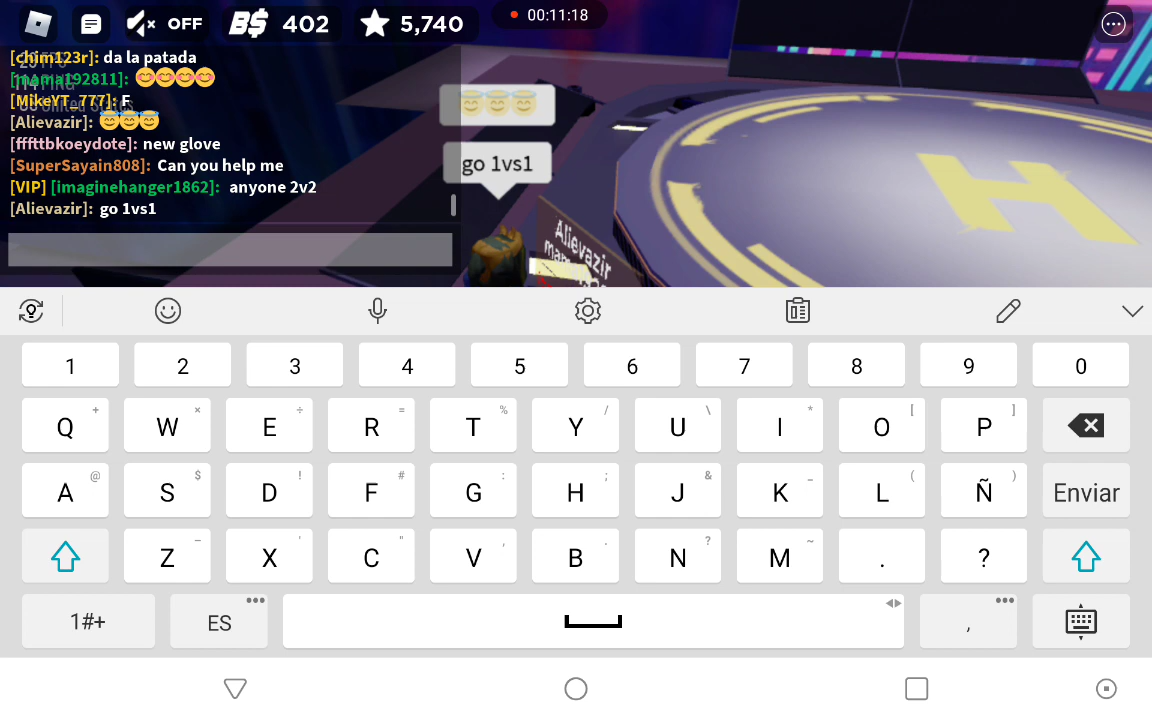 OFF
B$ 402
5,740
00:11:18
[chim123r]: da la patada
[mama192811]: 😊😊😊😊
[MikeYT_777]: F
[Alievazir]: 😇😇😇
[fffttbkoeydote]: new glove
[SuperSayain808]: Can you help me
[VIP] [imaginehanger1862]: anyone 2v2
[Alievazir]: go 1vs1
😇😇😇
go 1vs1
Alievazir
H
1 2 3 4 5 6 7 8 9 0
Q + W × E ÷ R = T % Y / U \ I * O [ P ]
A @ S $ D ! F # G : H ; J & K _ L ( Ñ ) Enviar
Z - X ' C " V , B . N ? M ~ . ?
1#+ ES ,